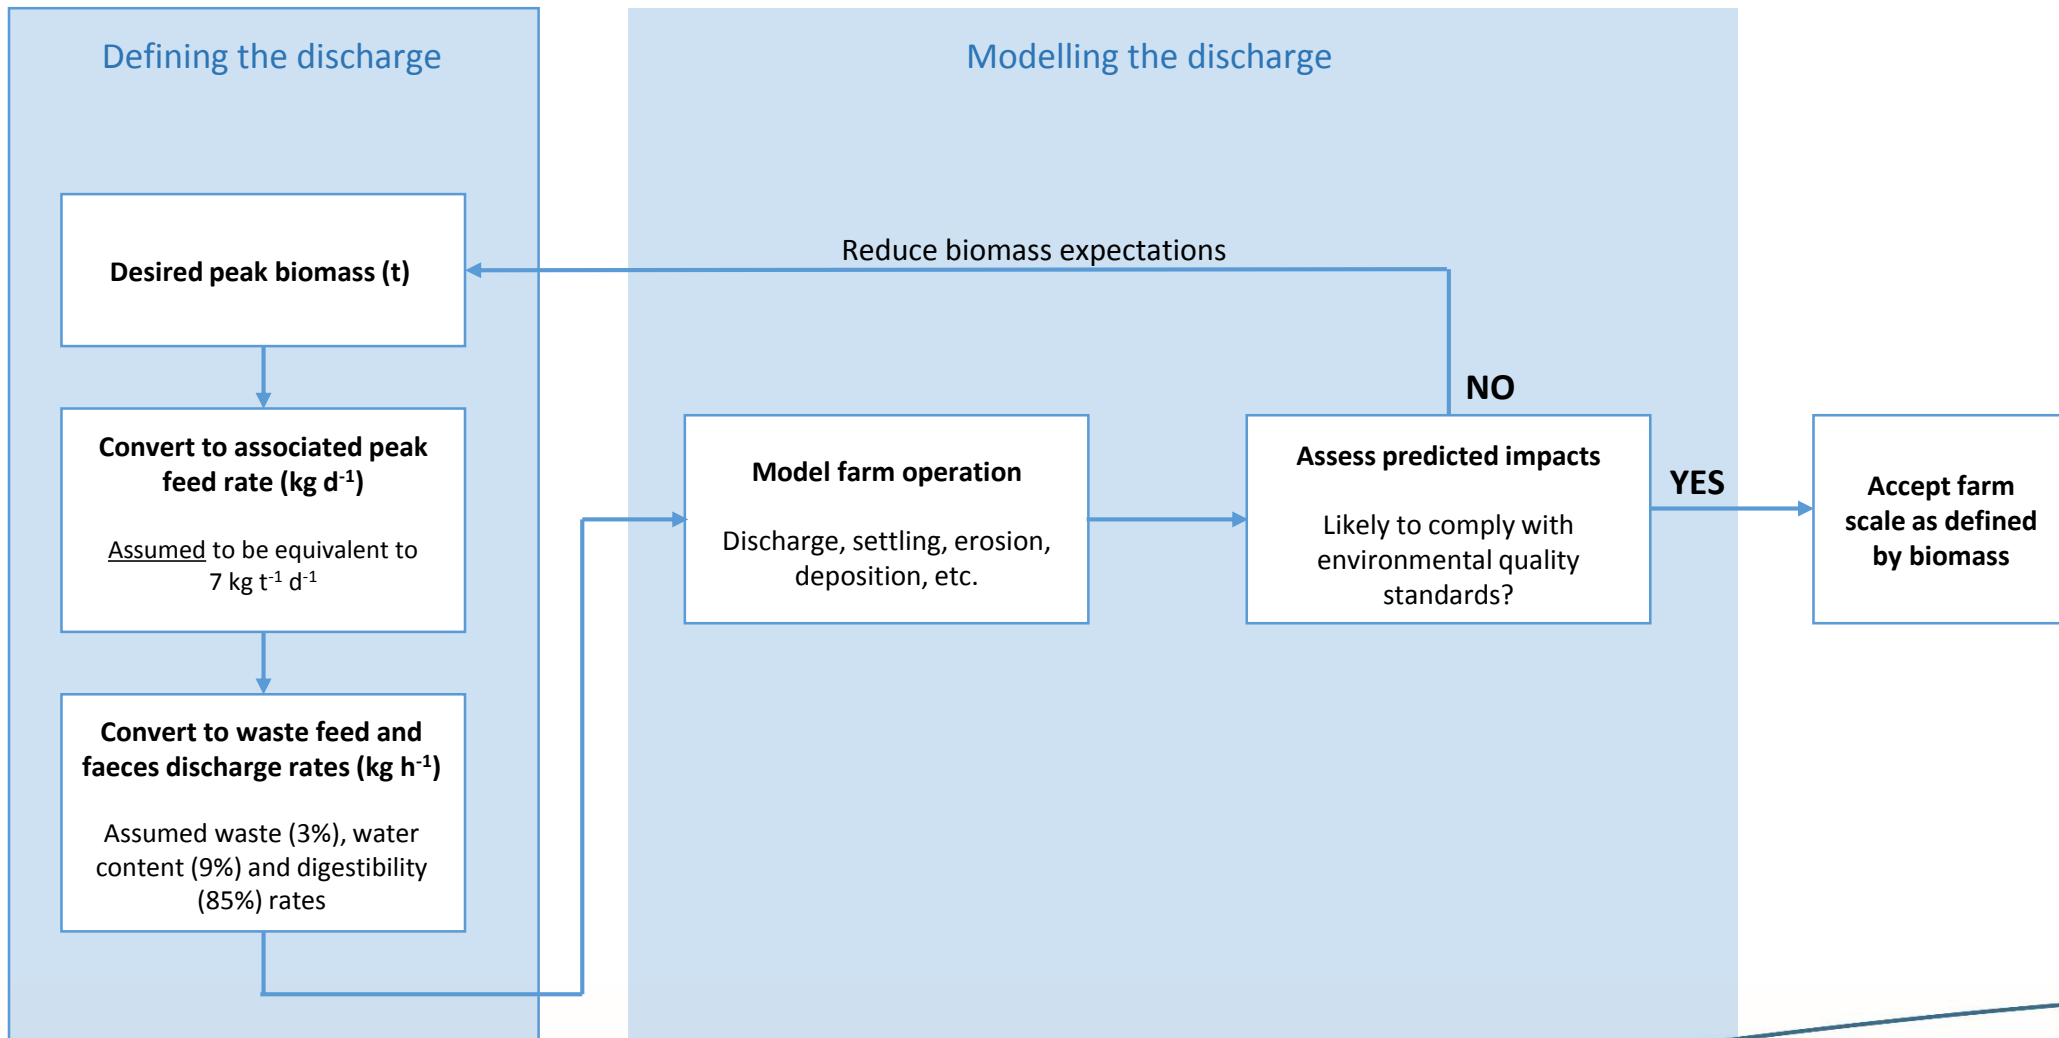 Defining the discharge
Desired peak biomass (t)
Convert to associated peak
feed rate (kg d⁻¹)
Assumed to be equivalent to
7 kg t⁻¹ d⁻¹
Convert to waste feed and
faeces discharge rates (kg h⁻¹)
Assumed waste (3%), water
content (9%) and digestibility
(85%) rates
Modelling the discharge
Reduce biomass expectations
Model farm operation
Discharge, settling, erosion,
deposition, etc.
NO
Assess predicted impacts
Likely to comply with
environmental quality
standards?
YES
Accept farm
scale as defined
by biomass